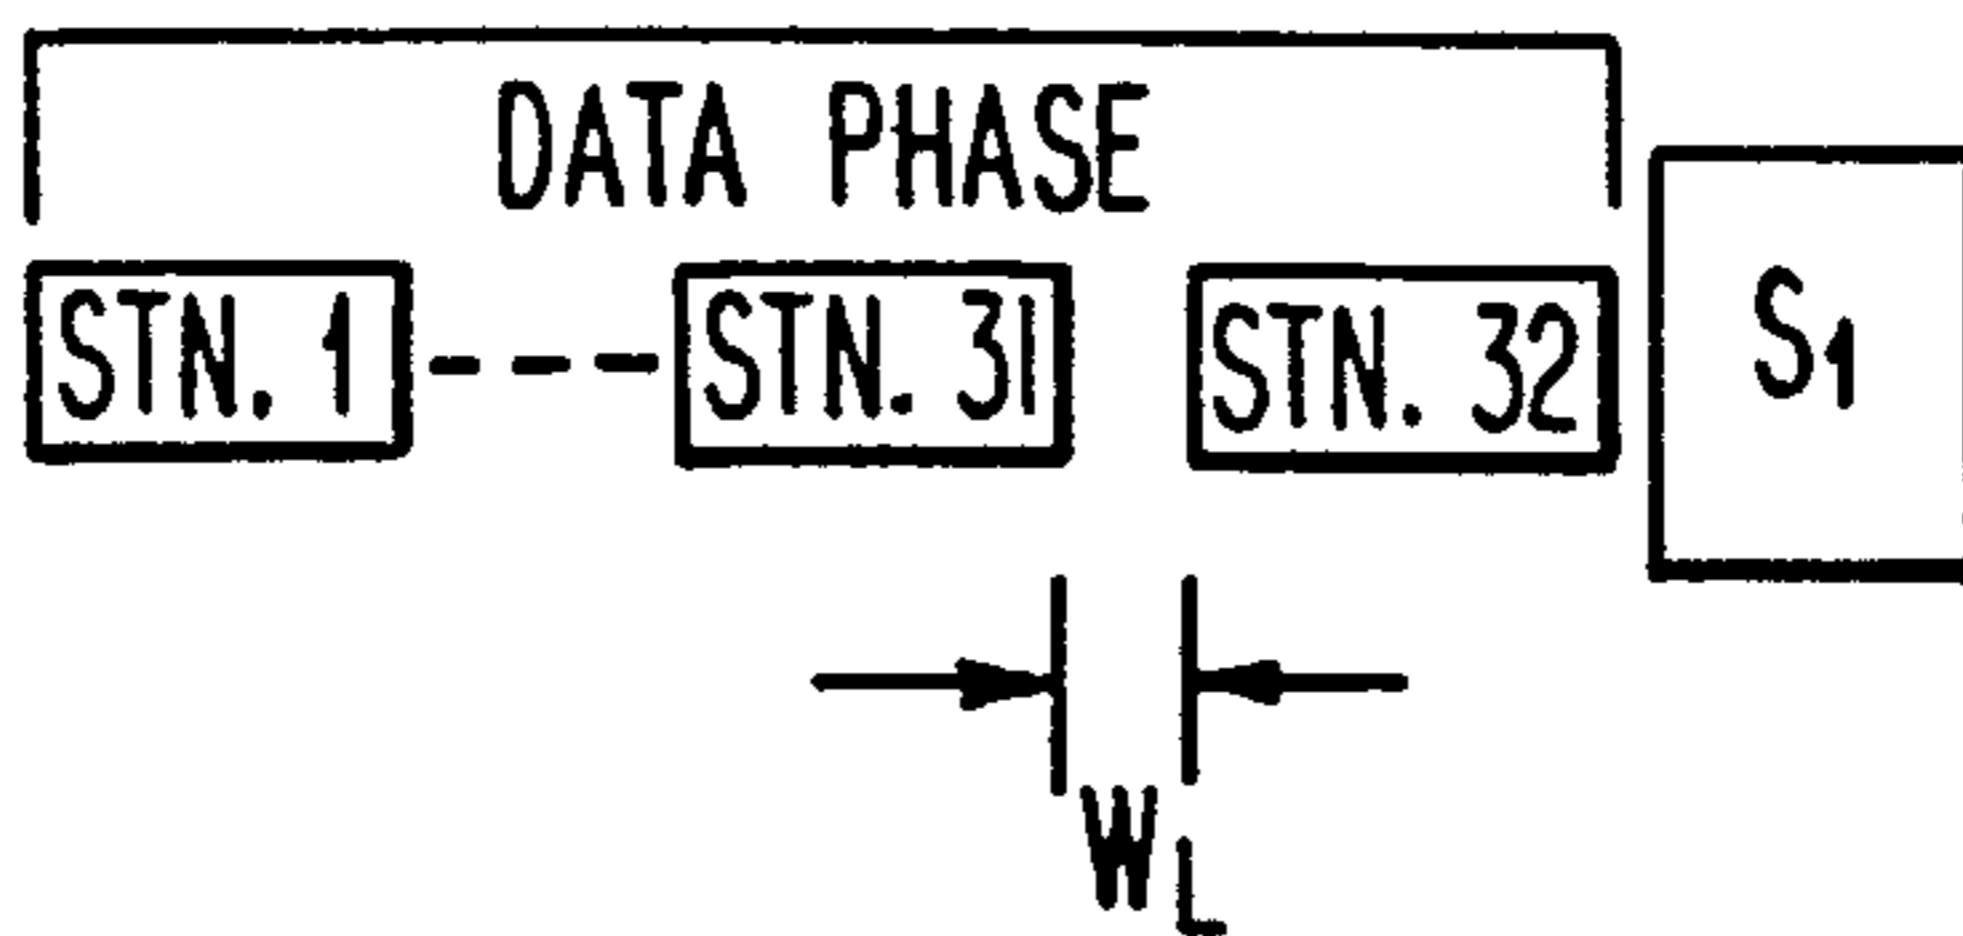 DATA PHASE
STN. 1 --- STN. 31 STN. 32 S1
WL